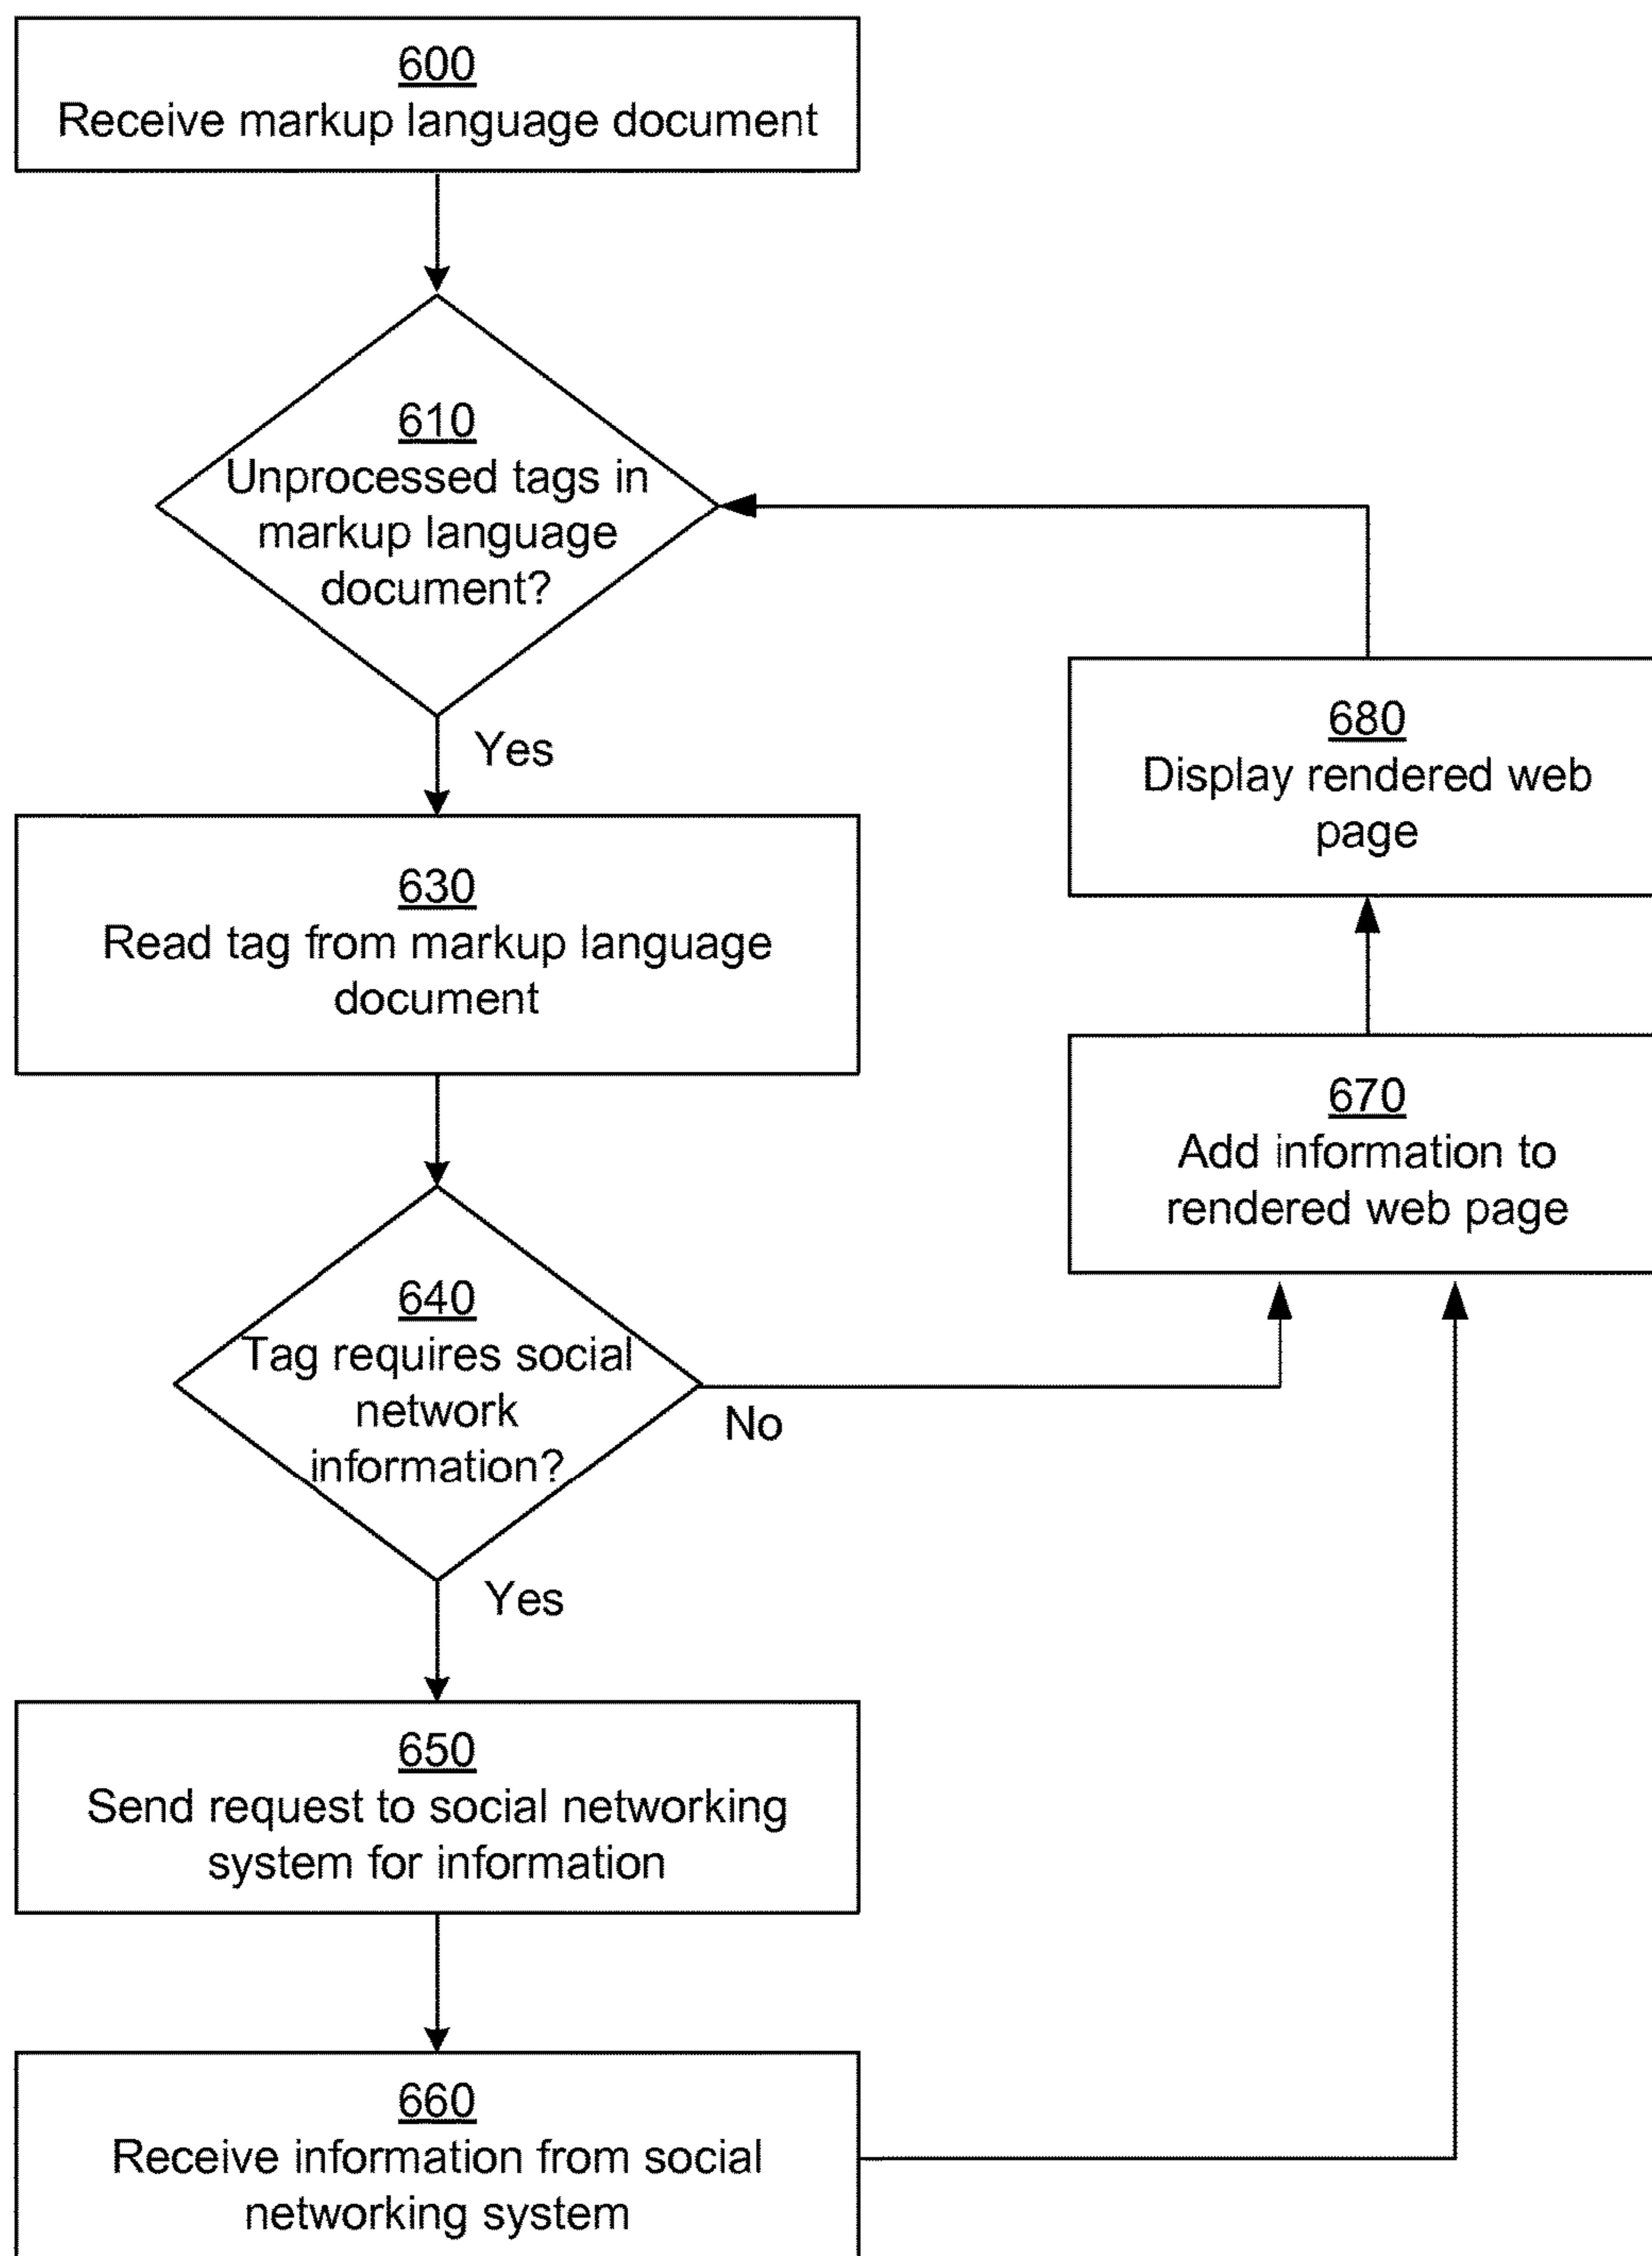 600
Receive markup language document
610
Unprocessed tags in
markup language
document?
Yes
630
Read tag from markup language
document
640
Tag requires social
network
information?
No
Yes
650
Send request to social networking
system for information
660
Receive information from social
networking system
670
Add information to
rendered web page
680
Display rendered web
page